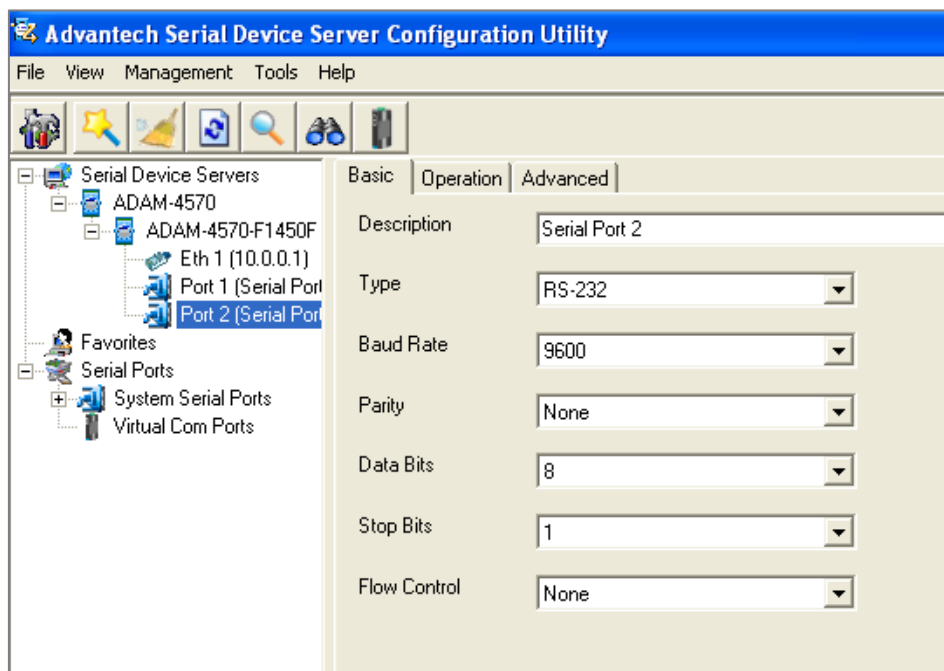 Advantech Serial Device Server Configuration Utility
File View Management Tools Help
Serial Device Servers
ADAM-4570
ADAM-4570-F1450F
Eth 1 (10.0.0.1)
Port 1 (Serial Port
Port 2 (Serial Port
Favorites
Serial Ports
System Serial Ports
Virtual Com Ports
Basic Operation Advanced
Description Serial Port 2
Type RS-232
Baud Rate 9600
Parity None
Data Bits 8
Stop Bits 1
Flow Control None